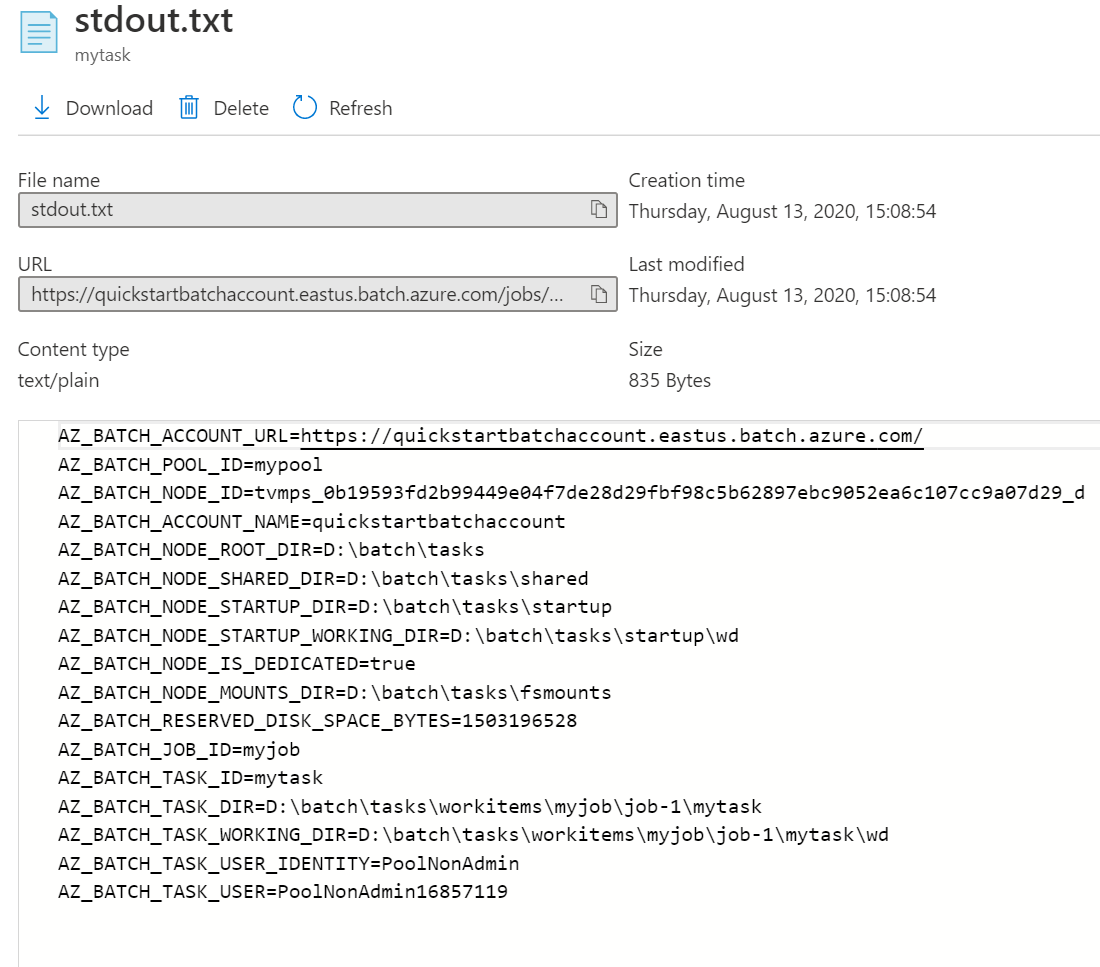 stdout.txt
mytask
Download Delete Refresh
File name
stdout.txt
Creation time
Thursday, August 13, 2020, 15:08:54
URL
https://quickstartbatchaccount.eastus.batch.azure.com/jobs/...
Last modified
Thursday, August 13, 2020, 15:08:54
Content type
text/plain
Size
835 Bytes
AZ_BATCH_ACCOUNT_URL=https://quickstartbatchaccount.eastus.batch.azure.com/
AZ_BATCH_POOL_ID=mypool
AZ_BATCH_NODE_ID=tvmps_0b19593fd2b99449e04f7de28d29fbf98c5b62897ebc9052ea6c107cc9a07d29_d
AZ_BATCH_ACCOUNT_NAME=quickstartbatchaccount
AZ_BATCH_NODE_ROOT_DIR=D:\batch\tasks
AZ_BATCH_NODE_SHARED_DIR=D:\batch\tasks\shared
AZ_BATCH_NODE_STARTUP_DIR=D:\batch\tasks\startup
AZ_BATCH_NODE_STARTUP_WORKING_DIR=D:\batch\tasks\startup\wd
AZ_BATCH_NODE_IS_DEDICATED=true
AZ_BATCH_NODE_MOUNTS_DIR=D:\batch\tasks\fsmounts
AZ_BATCH_RESERVED_DISK_SPACE_BYTES=1503196528
AZ_BATCH_JOB_ID=myjob
AZ_BATCH_TASK_ID=mytask
AZ_BATCH_TASK_DIR=D:\batch\tasks\workitems\myjob\job-1\mytask
AZ_BATCH_TASK_WORKING_DIR=D:\batch\tasks\workitems\myjob\job-1\mytask\wd
AZ_BATCH_TASK_USER_IDENTITY=PoolNonAdmin
AZ_BATCH_TASK_USER=PoolNonAdmin16857119